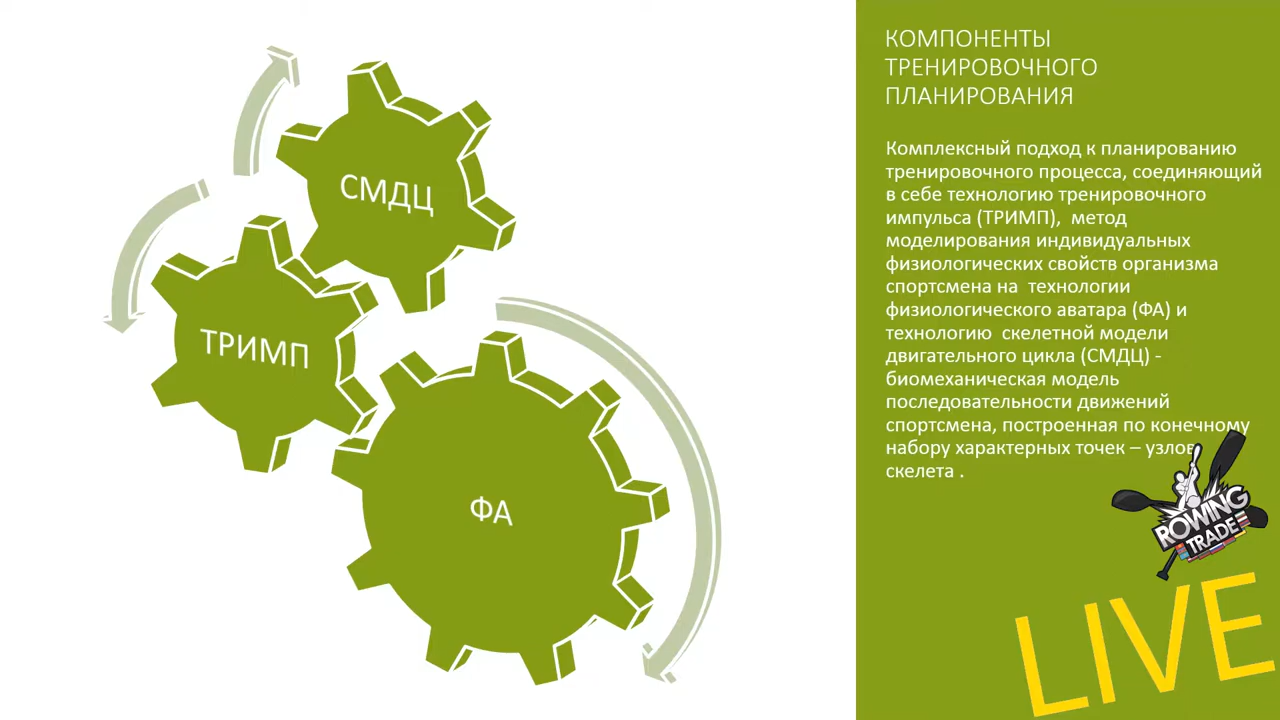 СМДЦ
ТРИМП
ФА
КОМПОНЕНТЫ
ТРЕНИРОВОЧНОГО
ПЛАНИРОВАНИЯ
Комплексный подход к планированию
тренировочного процесса, соединяющий
в себе технологию тренировочного
импульса (ТРИМП),  метод
моделирования индивидуальных
физиологических свойств организма
спортсмена на  технологии
физиологического аватара (ФА) и
технологию  скелетной модели
двигательного цикла (СМДЦ) -
биомеханическая модель
последовательности движений
спортсмена, построенная по конечному
набору характерных точек – узлов
скелета .
ROWING
TRADE
LIVE